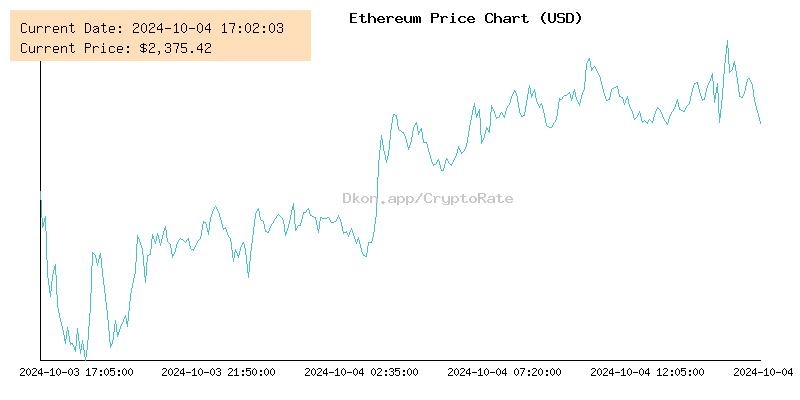 Ethereum Price Chart (USD)
Current Date: 2024-10-04 17:02:03
Current Price: $2,375.42
Dkon.app/CryptoRate
2024-10-03 17:05:00 2024-10-03 21:50:00 2024-10-04 02:35:00 2024-10-04 07:20:00 2024-10-04 12:05:00 2024-10-04